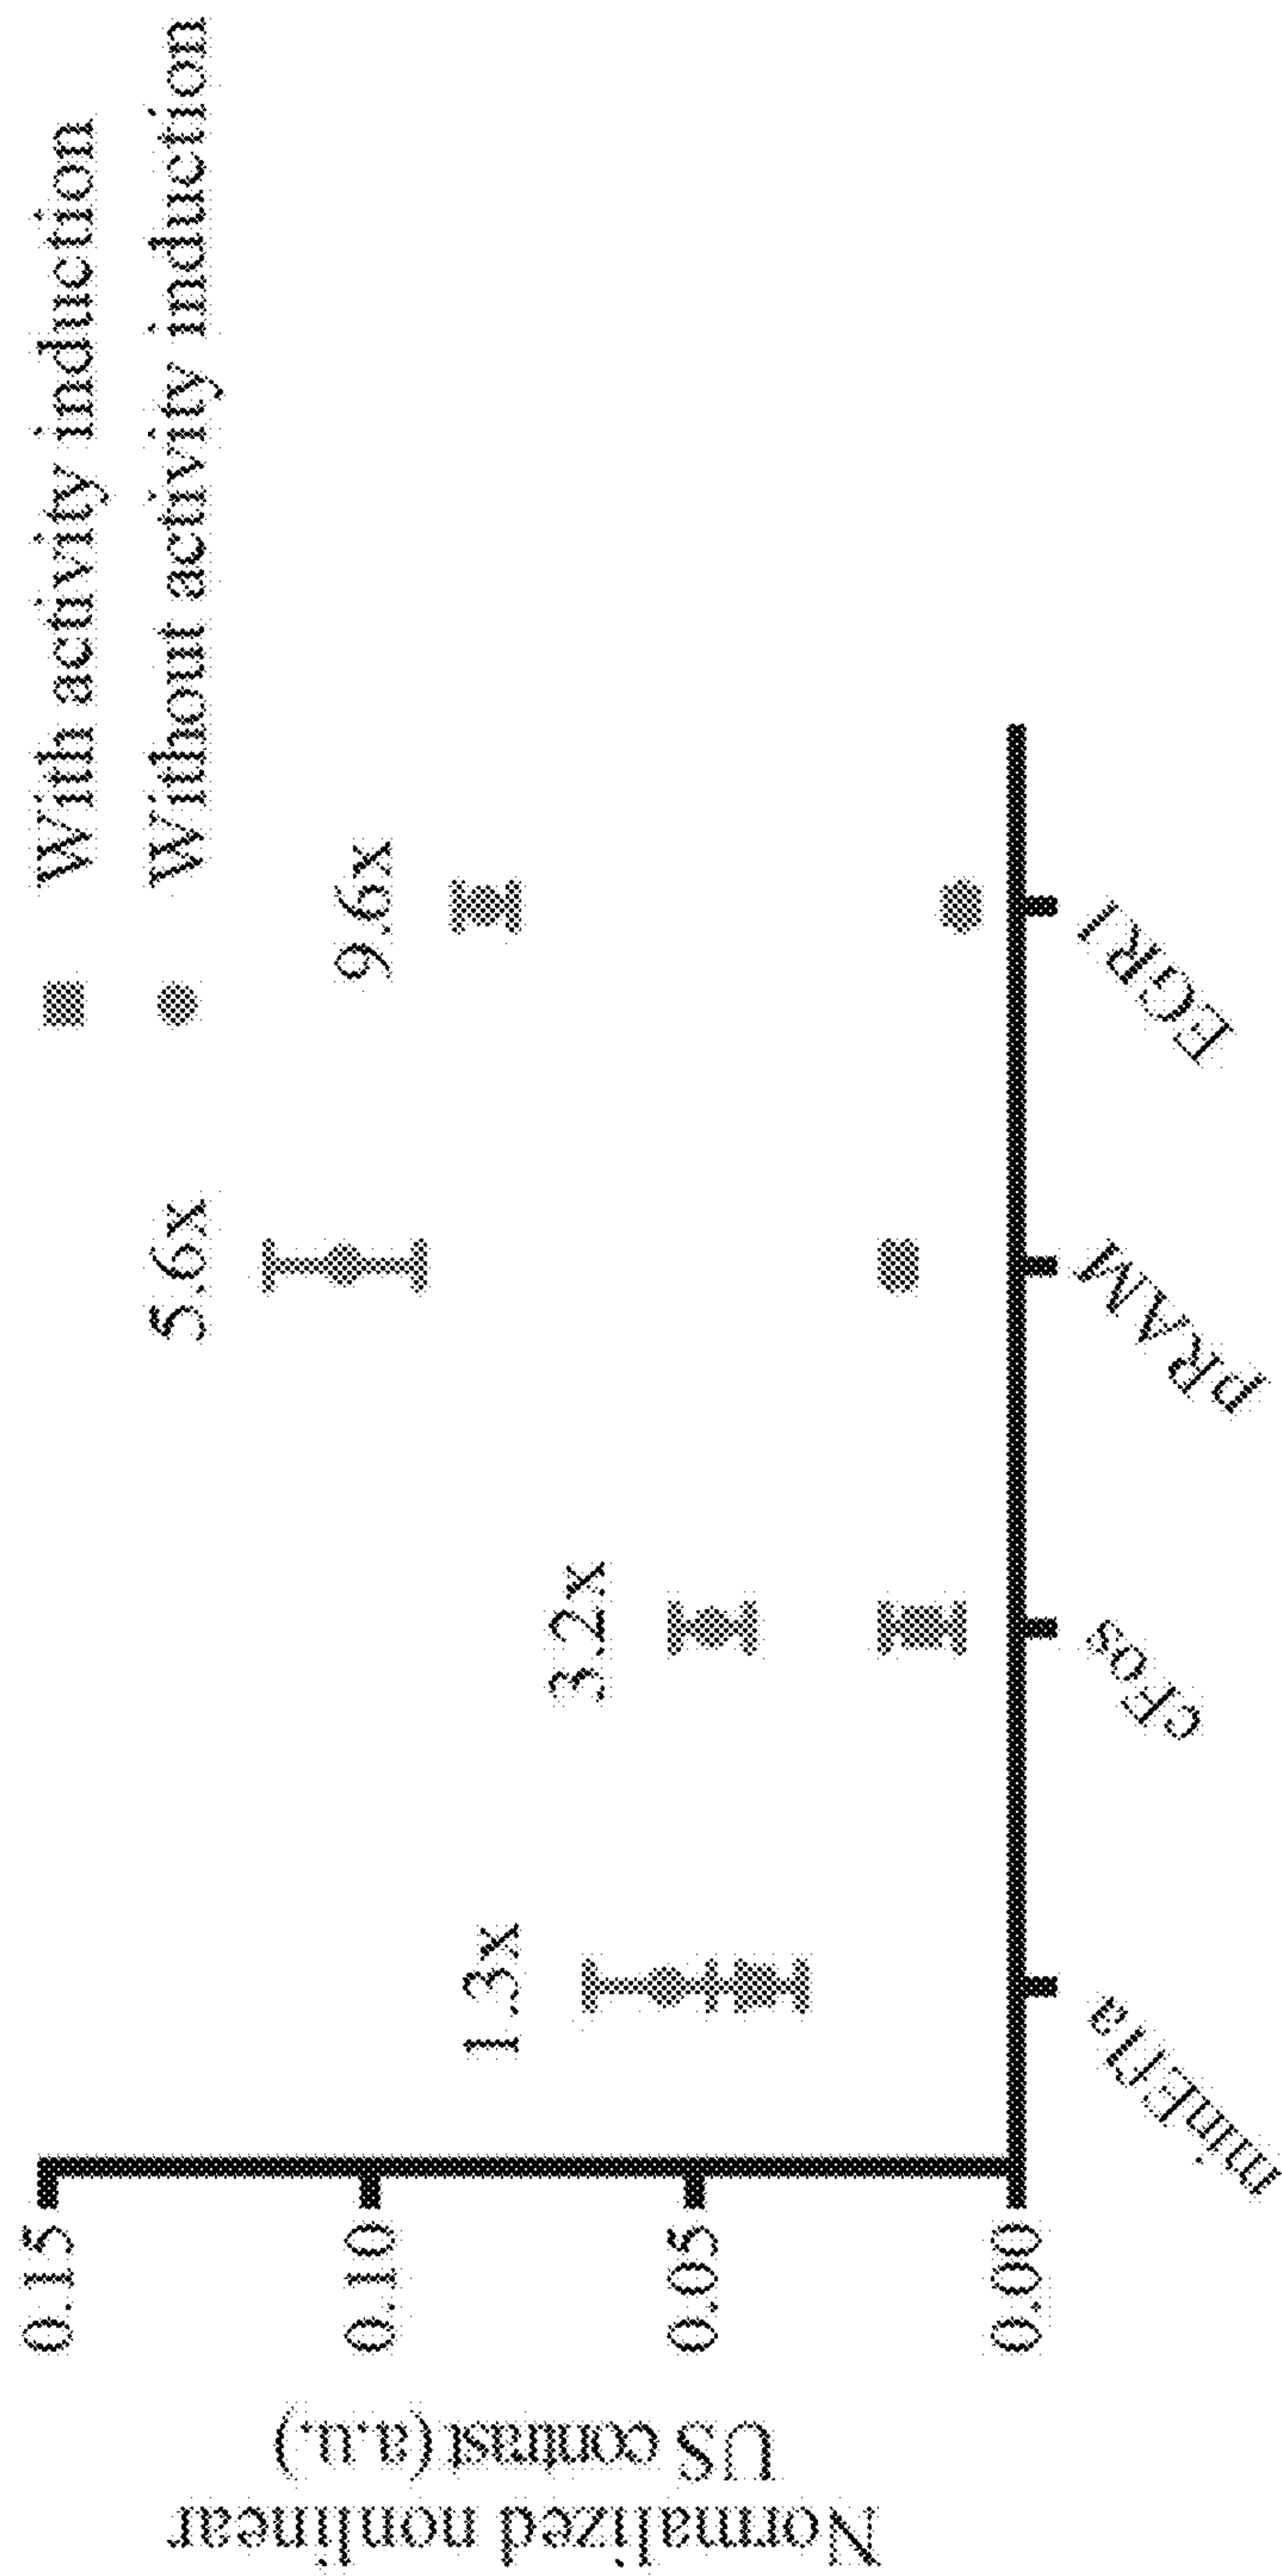 With activity induction
Without activity induction
9.6x
5.6x
3.2x
1.3x
0.15
0.10
0.05
0.00
Normalized nonlinear
US contrast (a.u.)
minEfla
cFos
pRAM
EGR1